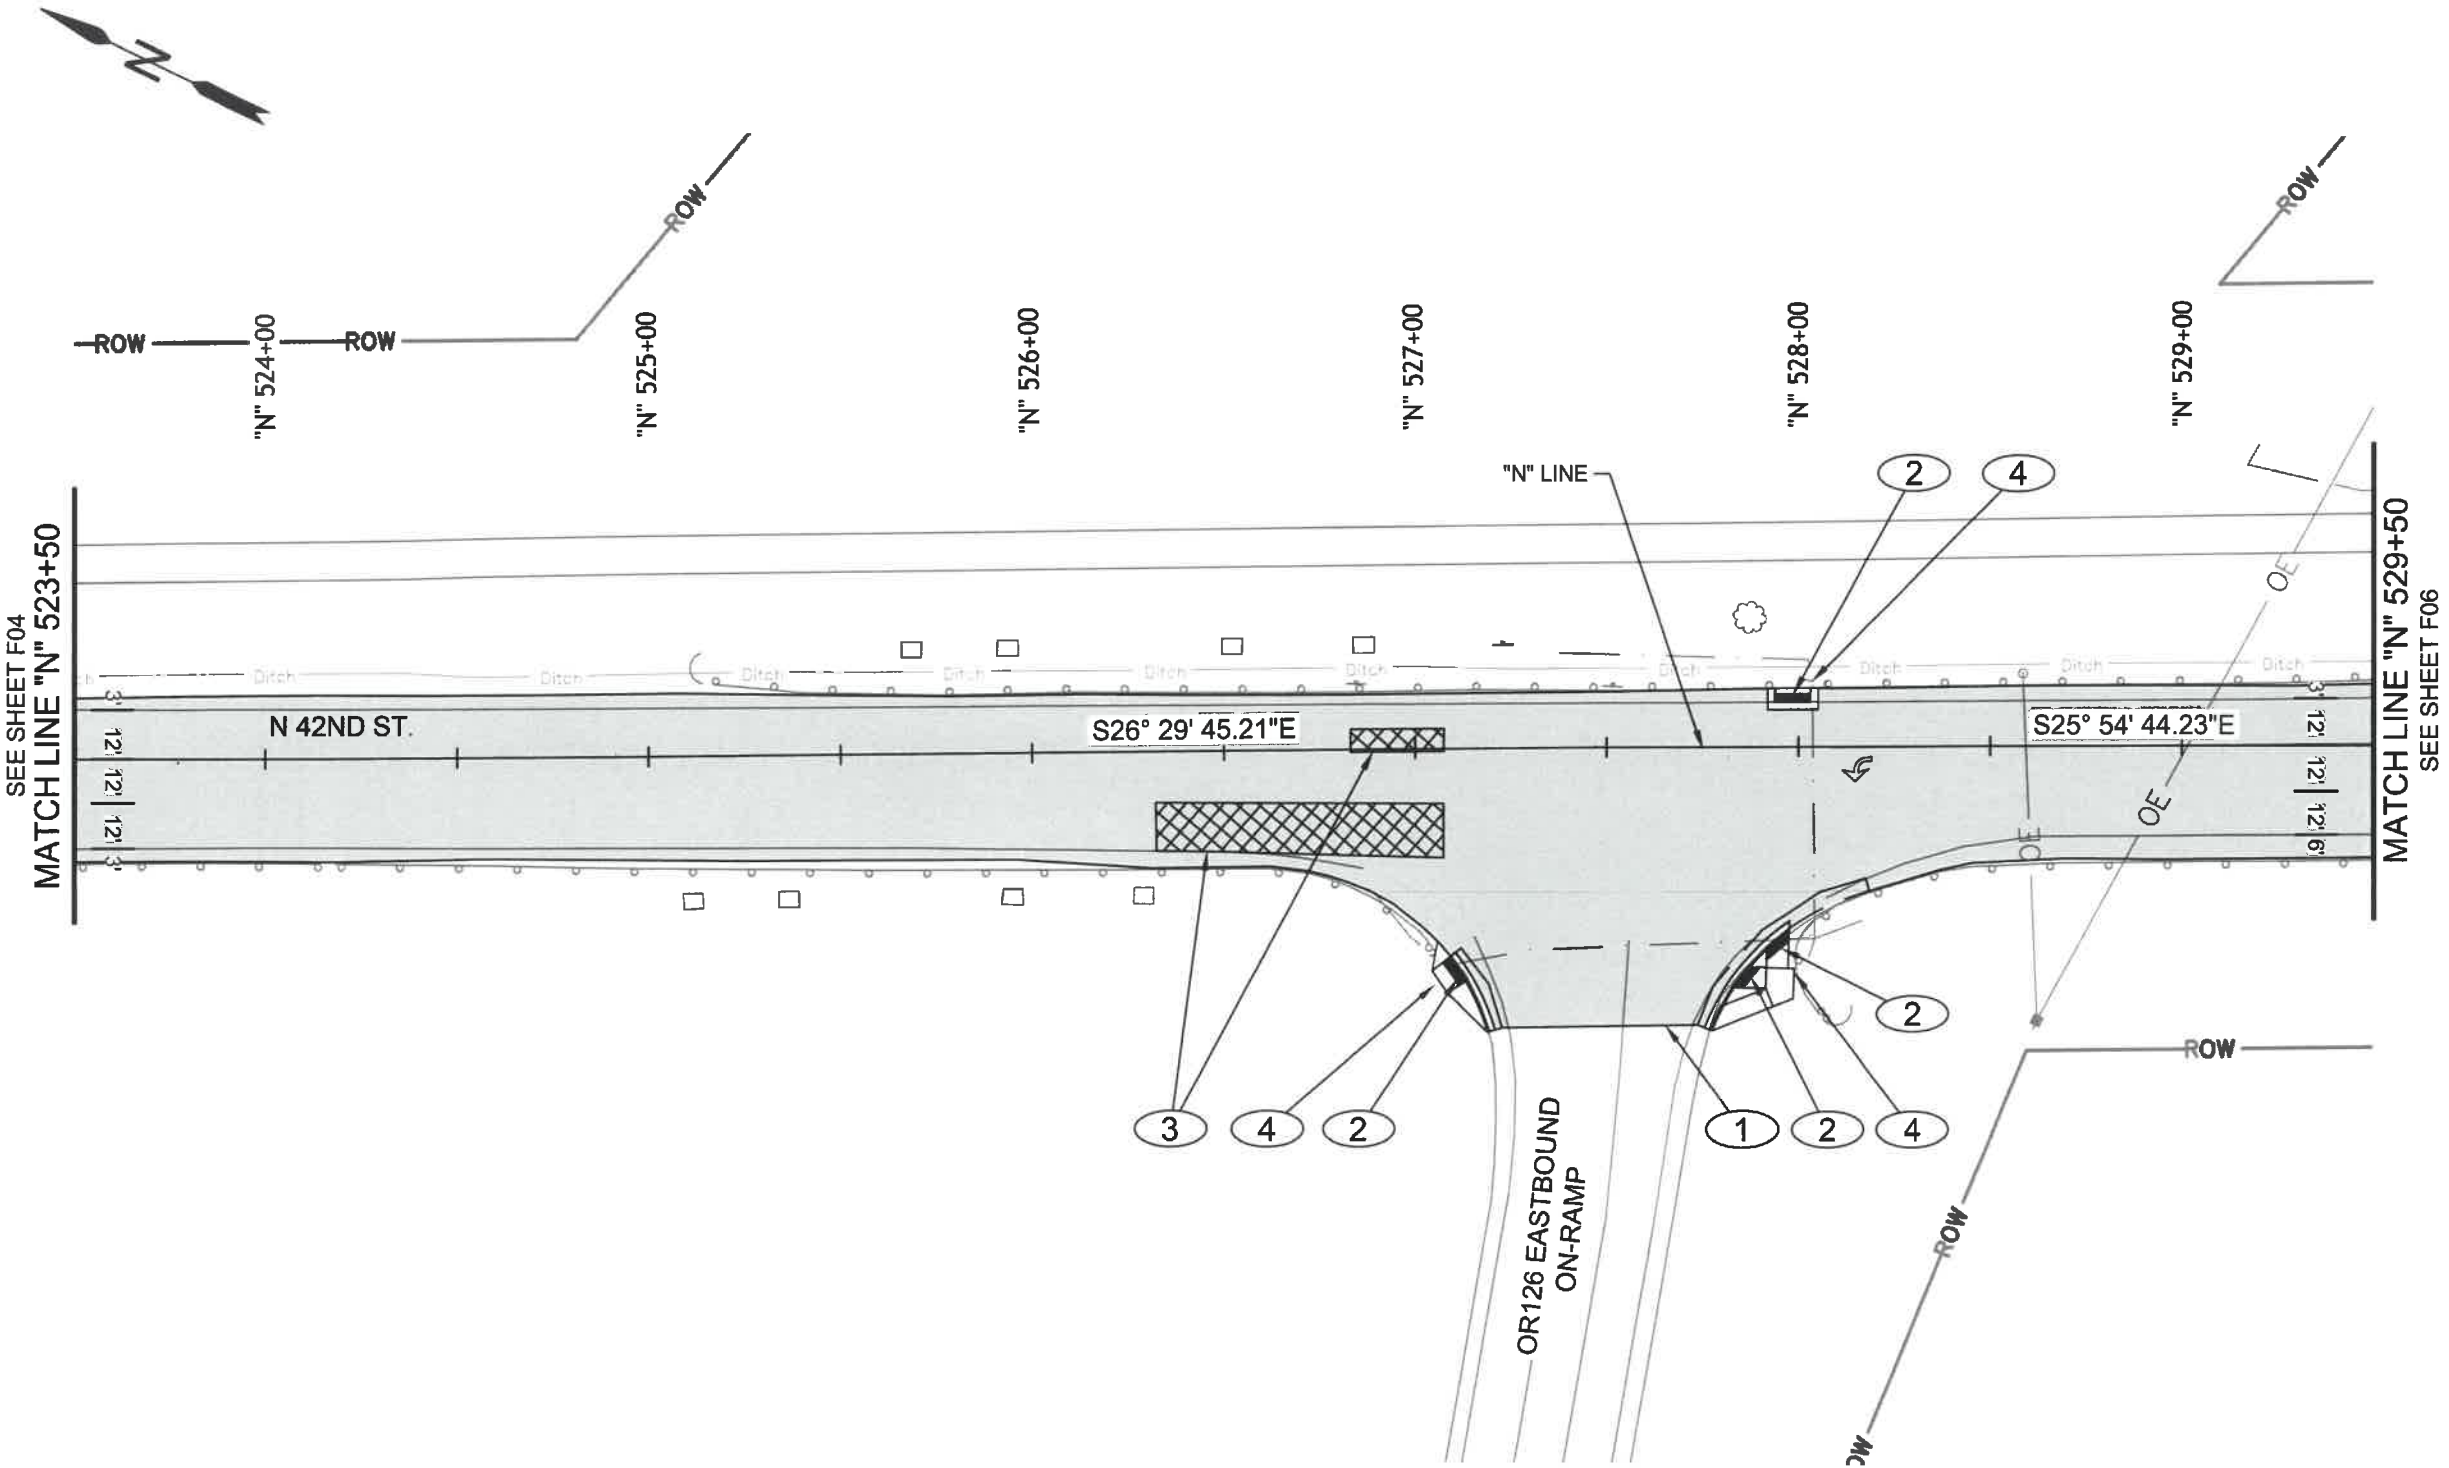 N
ROW
ROW
ROW
ROW
"N" 524+00
"N" 525+00
"N" 526+00
"N" 527+00
"N" 528+00
"N" 529+00
"N" LINE
2
4
SEE SHEET F04
MATCH LINE "N" 523+50
MATCH LINE "N" 529+50
SEE SHEET F06
OE
Ditch
Ditch
Ditch
Ditch
Ditch
Ditch
Ditch
Ditch
Ditch
Ditch
3'
12'
12'
12'
3'
N 42ND ST.
S26° 29' 45.21"E
S25° 54' 44.23"E
3'
12'
12'
12'
6'
OE
OE
2
ROW
3
4
2
1
2
4
OR126 EASTBOUND
ON-RAMP
ROW
OW